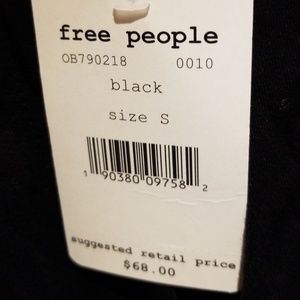 free people
OB790218 0010
black
size S
1 90380 09758 2
suggested retail price
$68.00